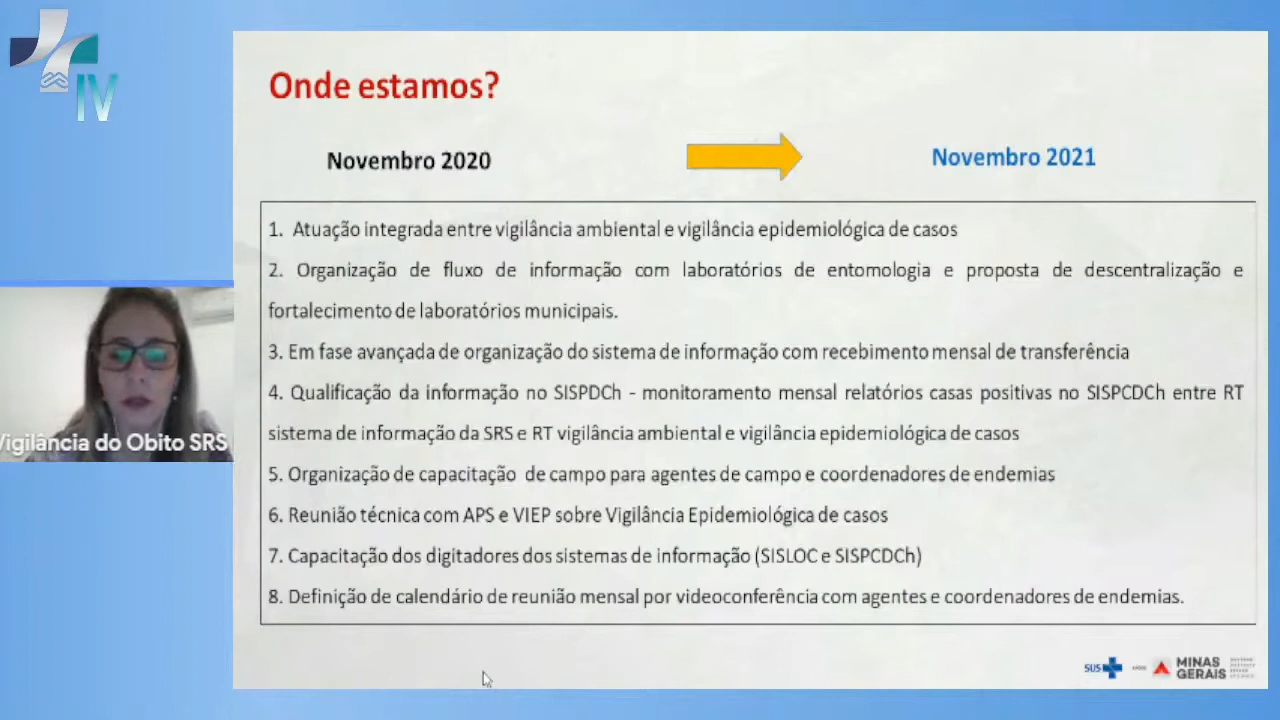 IV
Onde estamos?
Novembro 2020
Novembro 2021
1. Atuação integrada entre vigilância ambiental e vigilância epidemiológica de casos
2. Organização de fluxo de informação com laboratórios de entomologia e proposta de descentralização e
fortalecimento de laboratórios municipais.
3. Em fase avançada de organização do sistema de informação com recebimento mensal de transferência
4. Qualificação da informação no SISPDCh - monitoramento mensal relatórios casas positivas no SISPCDCh entre RT
sistema de informação da SRS e RT vigilância ambiental e vigilância epidemiológica de casos
5. Organização de capacitação de campo para agentes de campo e coordenadores de endemias
6. Reunião técnica com APS e VIEP sobre Vigilância Epidemiológica de casos
7. Capacitação dos digitadores dos sistemas de informação (SISLOC e SISPCDCh)
8. Definição de calendário de reunião mensal por videoconferência com agentes e coordenadores de endemias.
Vigilância do Obito SRS
SUS
MINAS
GERAIS